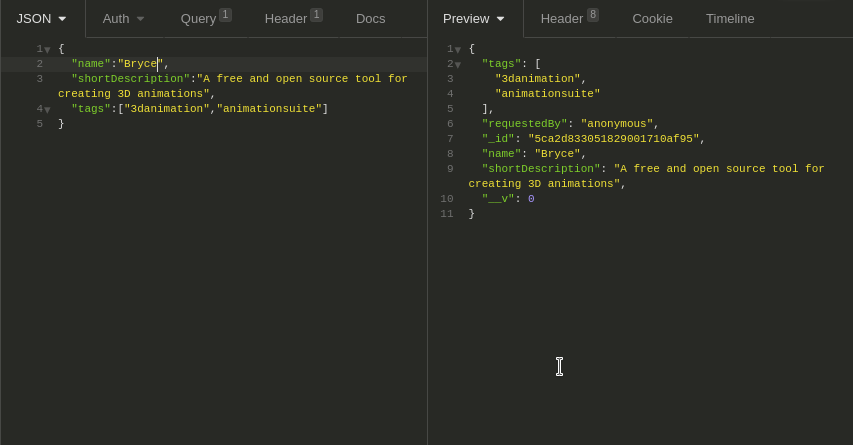 JSON Auth Query 1 Header 1 Docs
1 {
2 "name":"Bryce",
3 "shortDescription":"A free and open source tool for
creating 3D animations",
4 "tags":["3danimation","animationsuite"]
5 }
Preview Header 8 Cookie Timeline
1 {
2 "tags": [
3 "3danimation",
4 "animationsuite"
5 ],
6 "requestedBy": "anonymous",
7 "_id": "5ca2d833051829001710af95",
8 "name": "Bryce",
9 "shortDescription": "A free and open source tool for
creating 3D animations",
10 "__v": 0
11 }